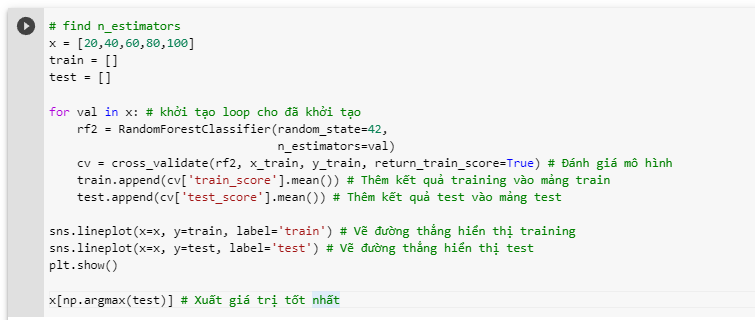 # find n_estimators
x = [20,40,60,80,100]
train = []
test = []
for val in x: # khởi tạo loop cho đã khởi tạo
rf2 = RandomForestClassifier(random_state=42,
n_estimators=val)
cv = cross_validate(rf2, x_train, y_train, return_train_score=True) # Đánh giá mô hình
train.append(cv['train_score'].mean()) # Thêm kết quả training vào mảng train
test.append(cv['test_score'].mean()) # Thêm kết quả test vào mảng test
sns.lineplot(x=x, y=train, label='train') # Vẽ đường thẳng hiển thị training
sns.lineplot(x=x, y=test, label='test') # Vẽ đường thẳng hiển thị test
plt.show()
x[np.argmax(test)] # Xuất giá trị tốt nhất